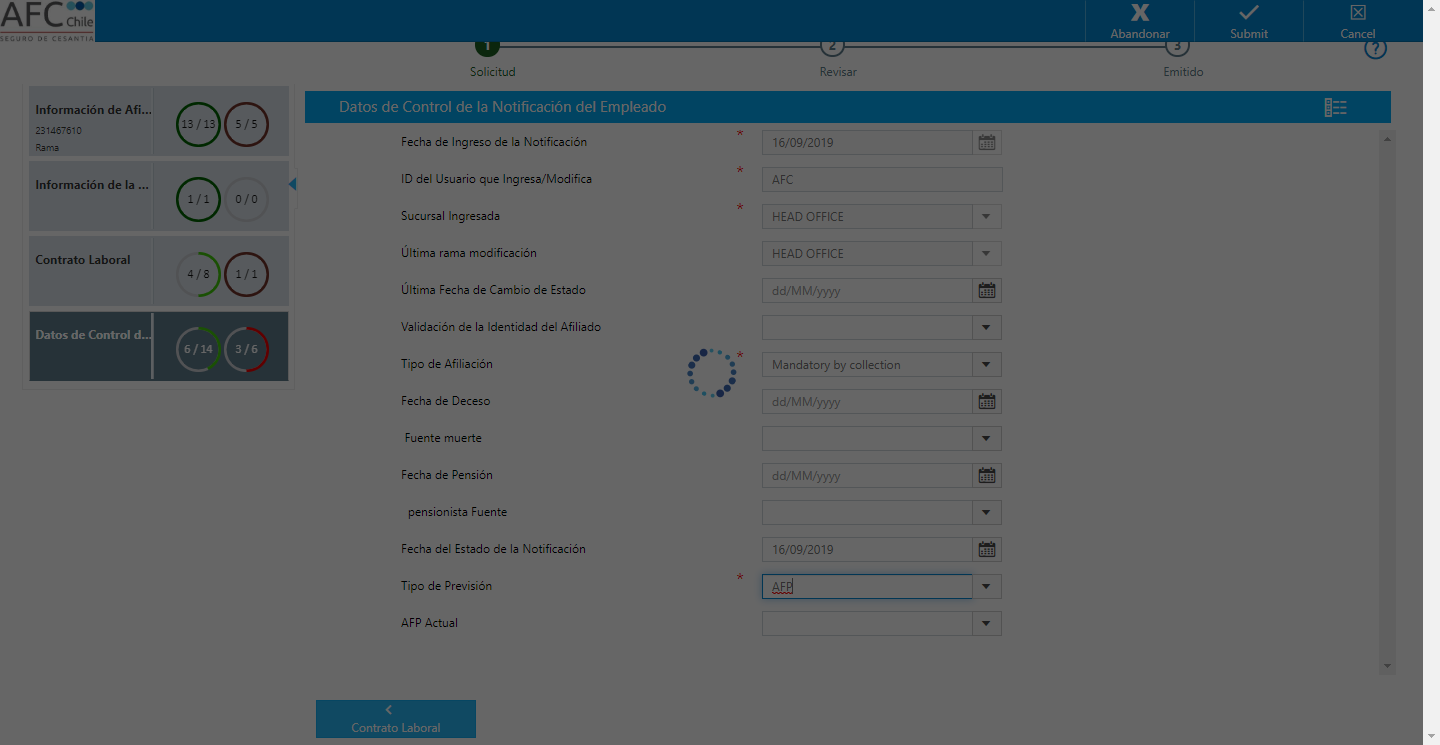 AFC Chile
SEGURO DE CESANTIA
Abandonar
Submit
Cancel
1
2
3
?
Solicitud
Revisar
Emitido
Información de Afi...
231467610
Rama
13 / 13
5 / 5
Información de la ...
1 / 1
0 / 0
Contrato Laboral
4 / 8
1 / 1
Datos de Control d...
6 / 14
3 / 6
Datos de Control de la Notificación del Empleado
Fecha de Ingreso de la Notificación * 16/09/2019
ID del Usuario que Ingresa/Modifica * AFC
Sucursal Ingresada * HEAD OFFICE
Última rama modificación HEAD OFFICE
Última Fecha de Cambio de Estado dd/MM/yyyy
Validación de la Identidad del Afiliado
Tipo de Afiliación * Mandatory by collection
Fecha de Deceso dd/MM/yyyy
Fuente muerte
Fecha de Pensión dd/MM/yyyy
pensionista Fuente
Fecha del Estado de la Notificación 16/09/2019
Tipo de Previsión * AFP
AFP Actual
Contrato Laboral